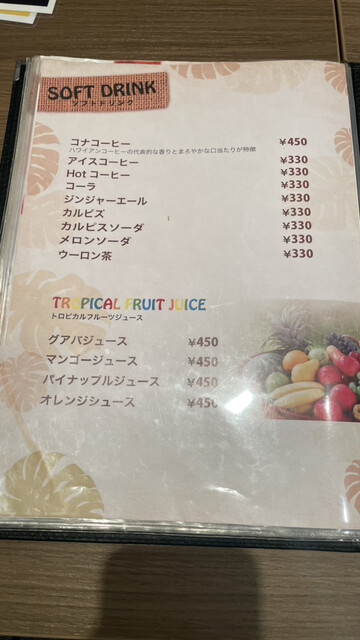 SOFT DRINK
ソフトドリンク
コナコーヒー ¥450
ハワイアンコーヒーの代表的な香りとまろやかな口当たりが特徴
アイスコーヒー ¥330
Hot コーヒー ¥330
コーラ ¥330
ジンジャーエール ¥330
カルピズ ¥330
カルピスソーダ ¥330
メロンソーダ ¥330
ウーロン茶 ¥330
TROPICAL FRUIT JUICE
トロピカルフルーツジュース
グアバジュース ¥450
マンゴージュース ¥450
パイナップルジュース ¥450
オレンジシュース ¥450